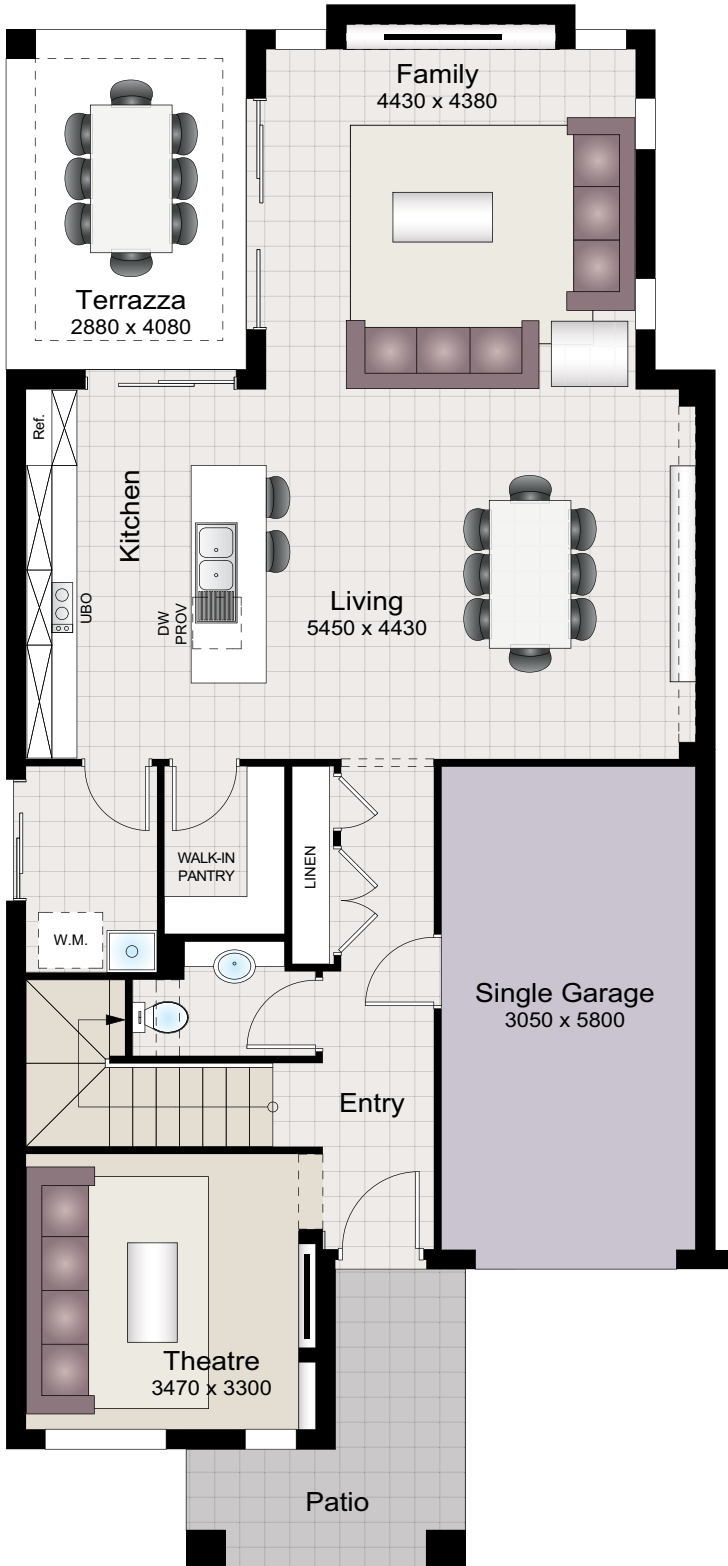 Family
4430 x 4380
Terrazza
2880 x 4080
Ref.
Kitchen
UBO
DW
PROV
Living
5450 x 4430
WALK-IN
PANTRY
LINEN
W.M.
Single Garage
3050 x 5800
Entry
Theatre
3470 x 3300
Patio